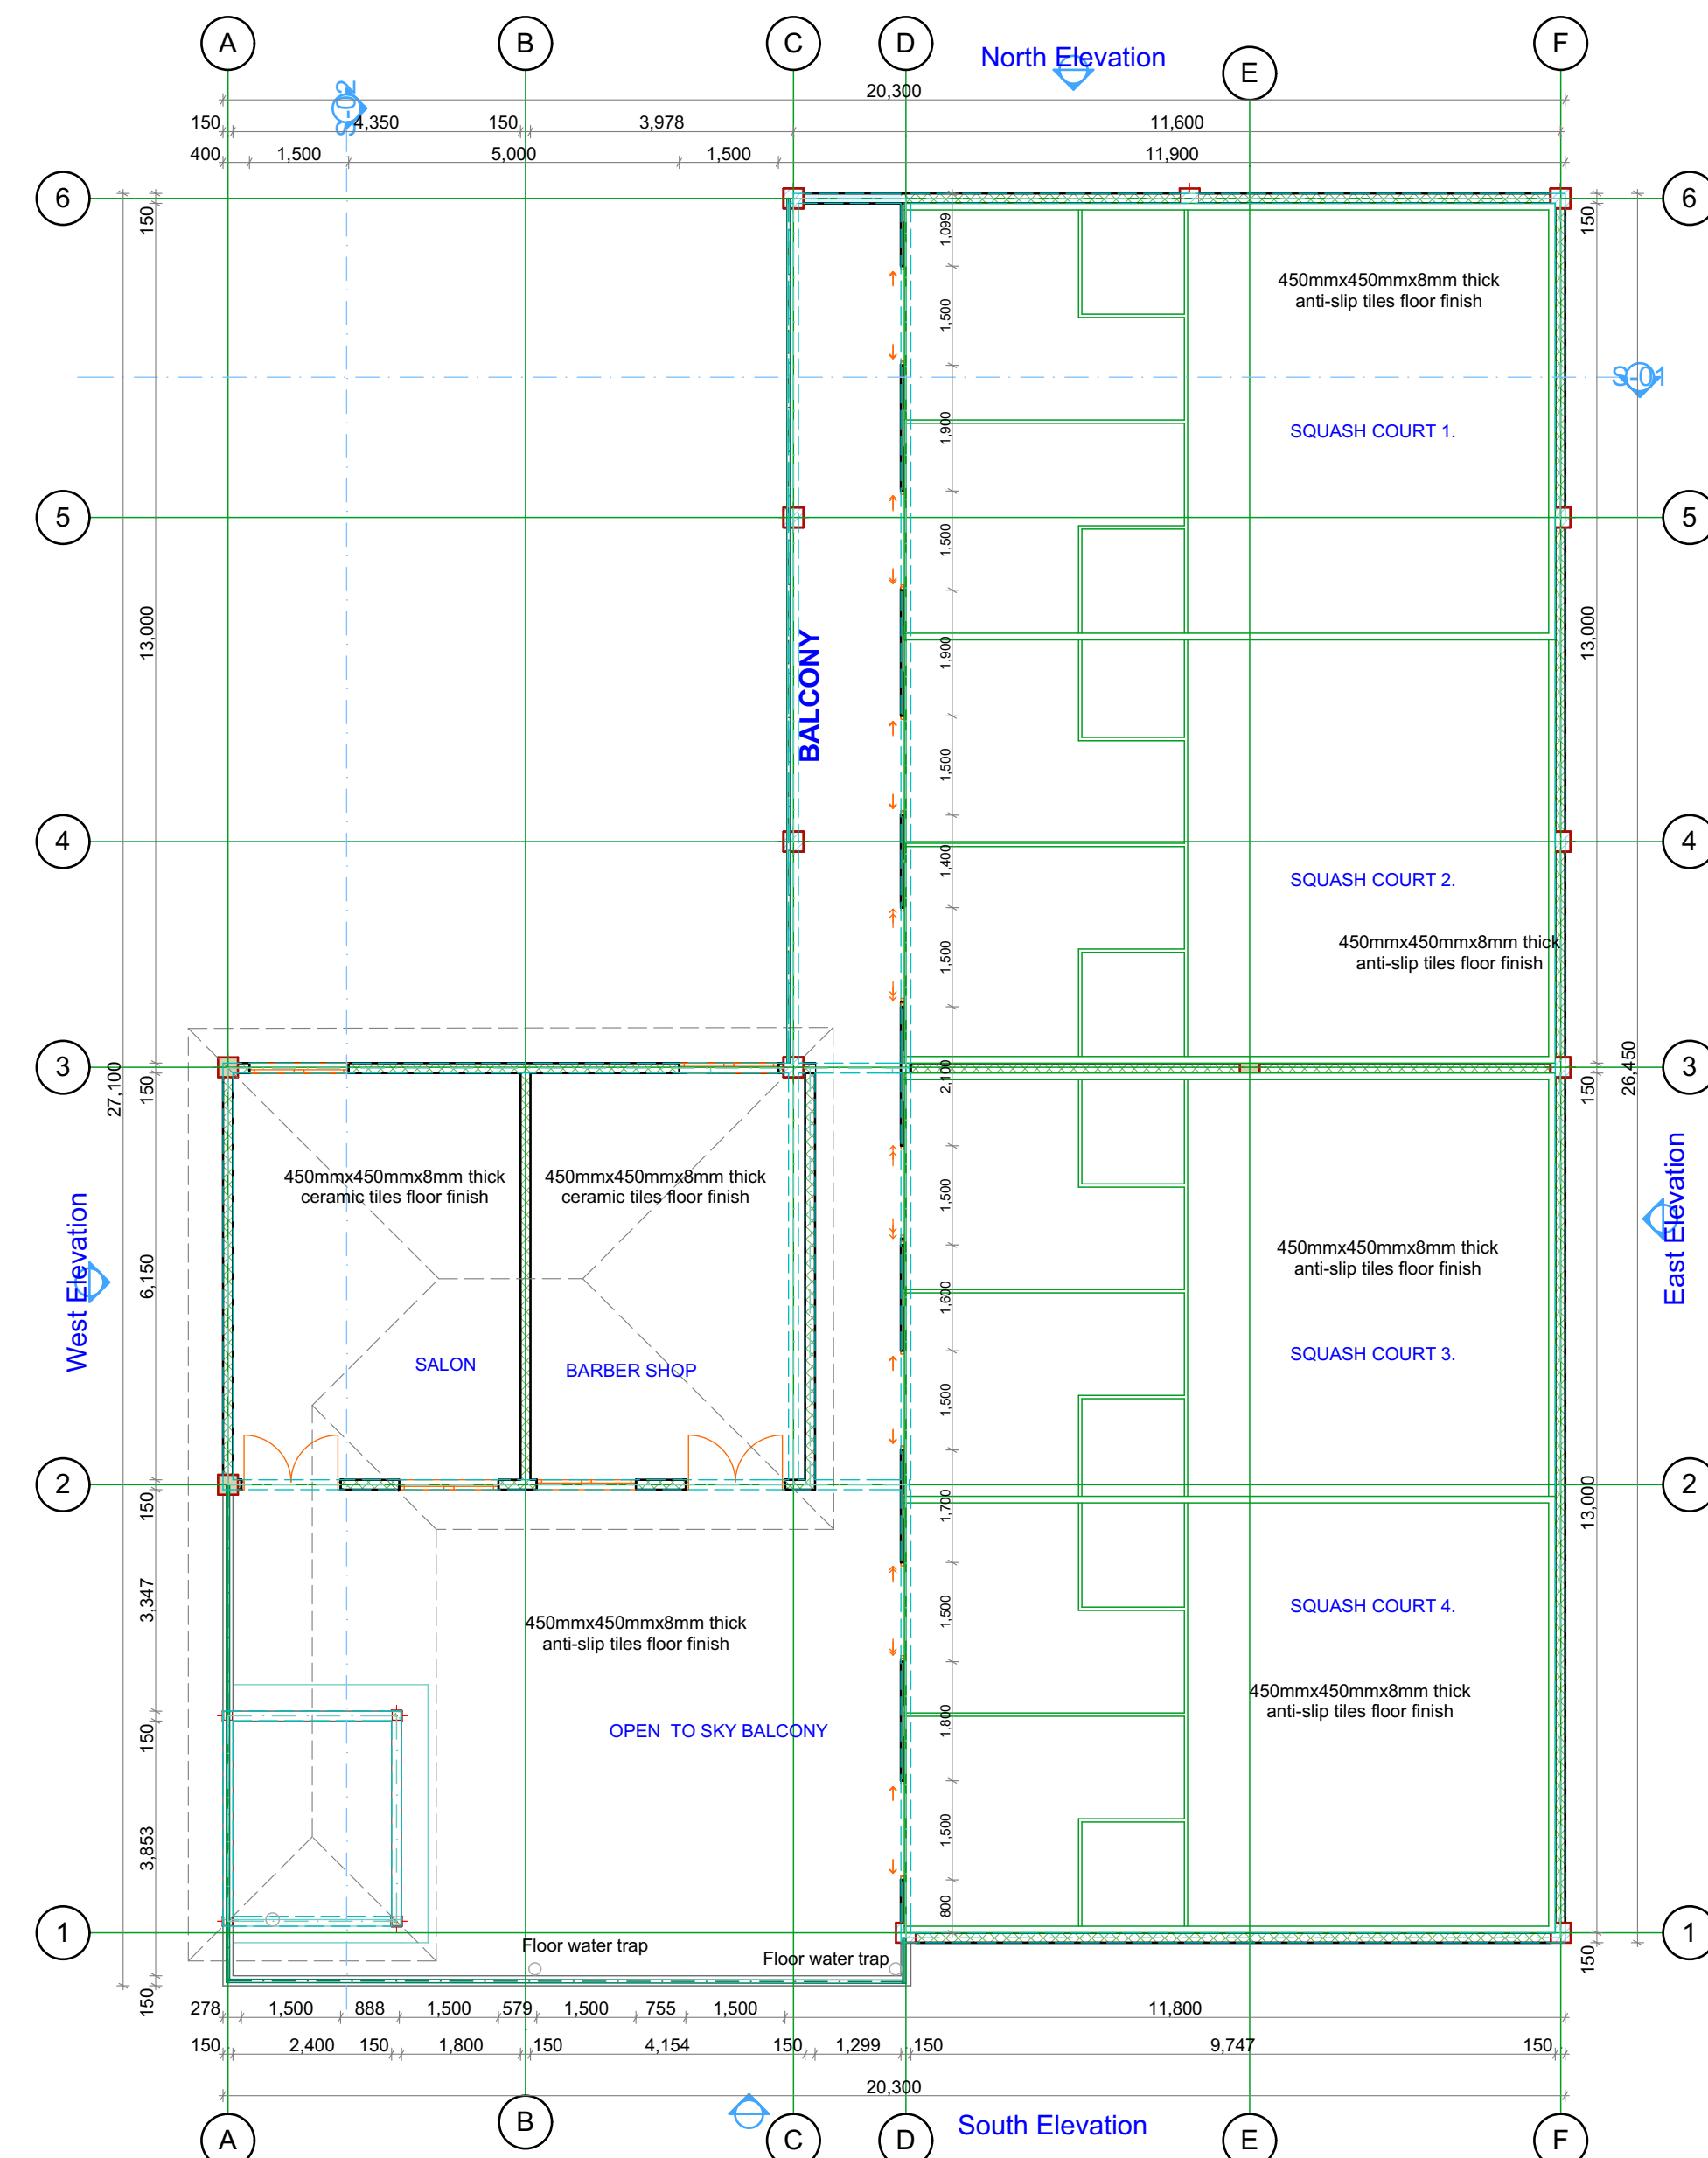 A
B
C
D
E
F
North Elevation
S-02
20,300
150
4,350
150
3,978
11,600
400
1,500
5,000
1,500
11,900
6
6
150
1,099
150
450mmx450mmx8mm thick
anti-slip tiles floor finish
1,500
S-01
1,900
SQUASH COURT 1.
5
5
1,500
13,000
13,000
1,900
BALCONY
1,500
4
4
1,400
SQUASH COURT 2.
450mmx450mmx8mm thick
anti-slip tiles floor finish
1,500
3
3
27,100
150
2,100
150
26,450
450mmx450mmx8mm thick
ceramic tiles floor finish
450mmx450mmx8mm thick
ceramic tiles floor finish
1,500
West Elevation
East Elevation
6,150
450mmx450mmx8mm thick
anti-slip tiles floor finish
1,600
SALON
BARBER SHOP
SQUASH COURT 3.
1,500
2
2
150
1,700
13,000
3,347
450mmx450mmx8mm thick
anti-slip tiles floor finish
1,500
SQUASH COURT 4.
150
OPEN TO SKY BALCONY
1,800
450mmx450mmx8mm thick
anti-slip tiles floor finish
3,853
1,500
800
1
1
Floor water trap
Floor water trap
150
150
278
1,500
888
1,500
579
1,500
755
1,500
11,800
150
2,400
150
1,800
150
4,154
150
1,299
150
9,747
150
20,300
South Elevation
A
B
C
D
E
F